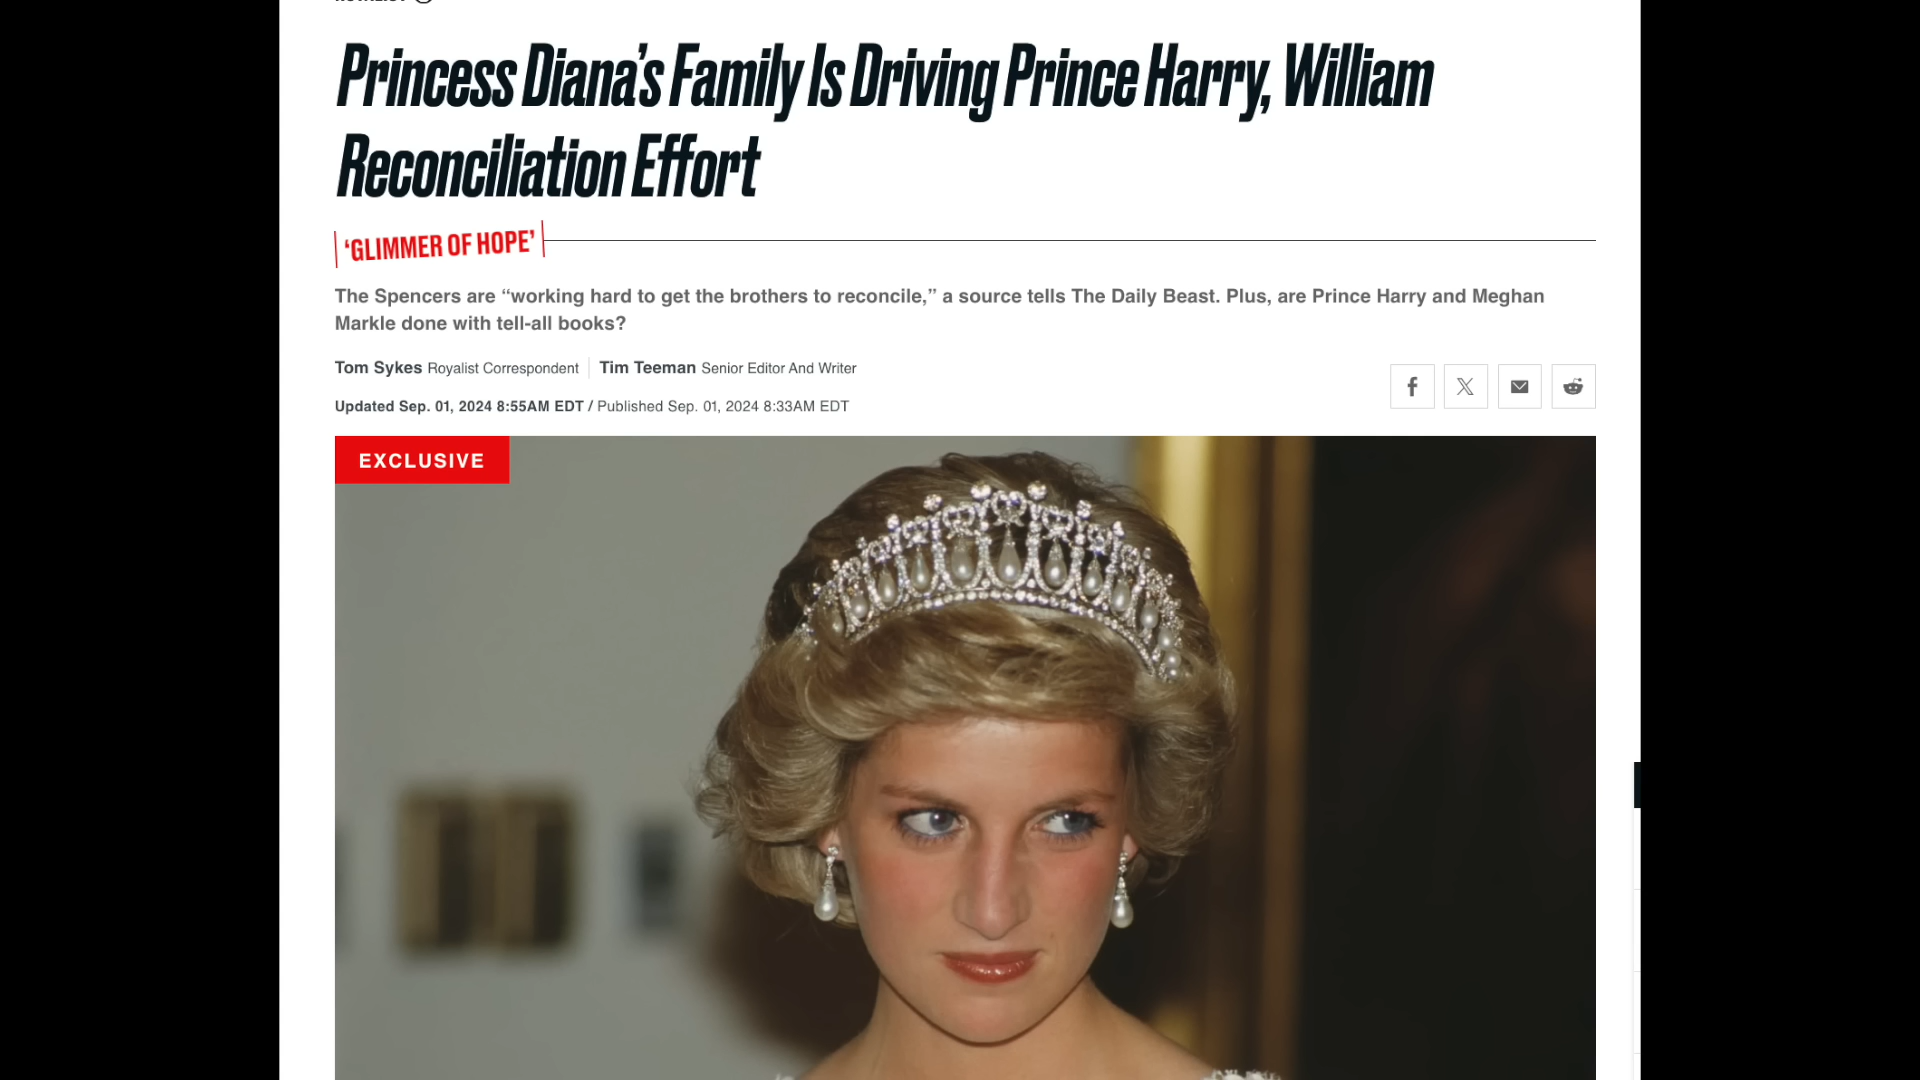 Princess Diana’s Family Is Driving Prince Harry, William
Reconciliation Effort
‘GLIMMER OF HOPE’
The Spencers are “working hard to get the brothers to reconcile,” a source tells The Daily Beast. Plus, are Prince Harry and Meghan
Markle done with tell-all books?
Tom Sykes Royalist Correspondent Tim Teeman Senior Editor And Writer
Updated Sep. 01, 2024 8:55AM EDT / Published Sep. 01, 2024 8:33AM EDT
EXCLUSIVE